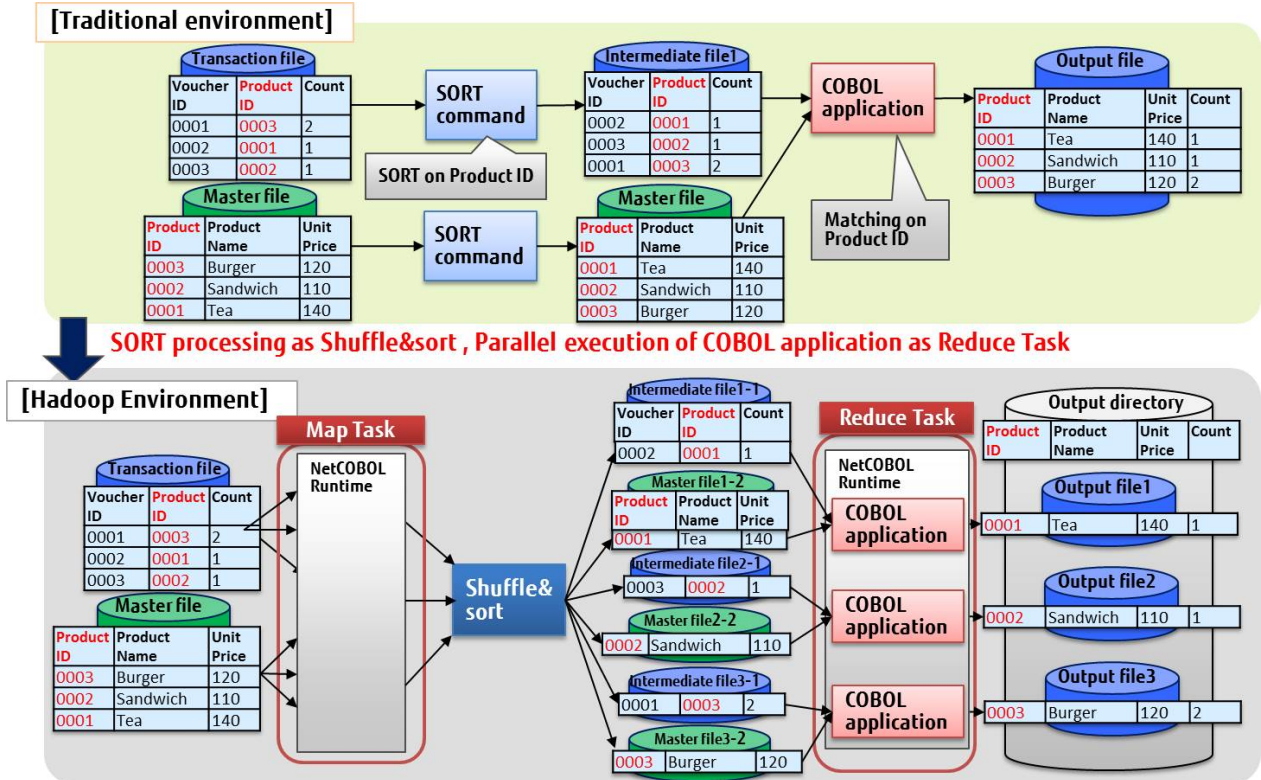 [Traditional environment]
Transaction file
Voucher ID Product ID Count
0001 0003 2
0002 0001 1
0003 0002 1
SORT command
SORT on Product ID
Intermediate file1
Voucher ID Product ID Count
0002 0001 1
0003 0002 1
0001 0003 2
COBOL application
Matching on Product ID
Output file
Product ID Product Name Unit Price Count
0001 Tea 140 1
0002 Sandwich 110 1
0003 Burger 120 2
Master file
Product ID Product Name Unit Price
0003 Burger 120
0002 Sandwich 110
0001 Tea 140
SORT command
Master file
Product ID Product Name Unit Price
0001 Tea 140
0002 Sandwich 110
0003 Burger 120
SORT processing as Shuffle&sort , Parallel execution of COBOL application as Reduce Task
[Hadoop Environment]
Transaction file
Voucher ID Product ID Count
0001 0003 2
0002 0001 1
0003 0002 1
Master file
Product ID Product Name Unit Price
0003 Burger 120
0002 Sandwich 110
0001 Tea 140
Map Task
NetCOBOL Runtime
Shuffle& sort
Intermediate file1-1
Voucher ID Product ID Count
0002 0001 1
Master file1-2
Product ID Product Name Unit Price
0001 Tea 140
Intermediate file2-1
0003 0002 1
Master file2-2
0002 Sandwich 110
Intermediate file3-1
0001 0003 2
Master file3-2
0003 Burger 120
Reduce Task
NetCOBOL Runtime
COBOL application
COBOL application
COBOL application
Output directory
Product ID Product Name Unit Price Count
Output file1
0001 Tea 140 1
Output file2
0002 Sandwich 110 1
Output file3
0003 Burger 120 2